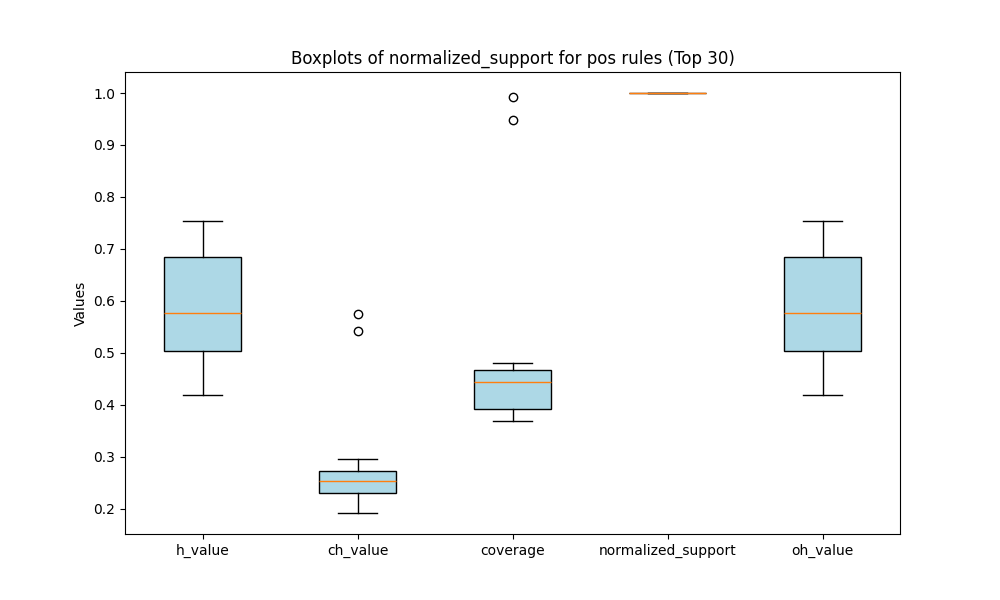 Boxplots of normalized_support for pos rules (Top 30)
1.0
0.9
0.8
0.7
0.6
0.5
0.4
0.3
0.2
Values
h_value
ch_value
coverage
normalized_support
oh_value